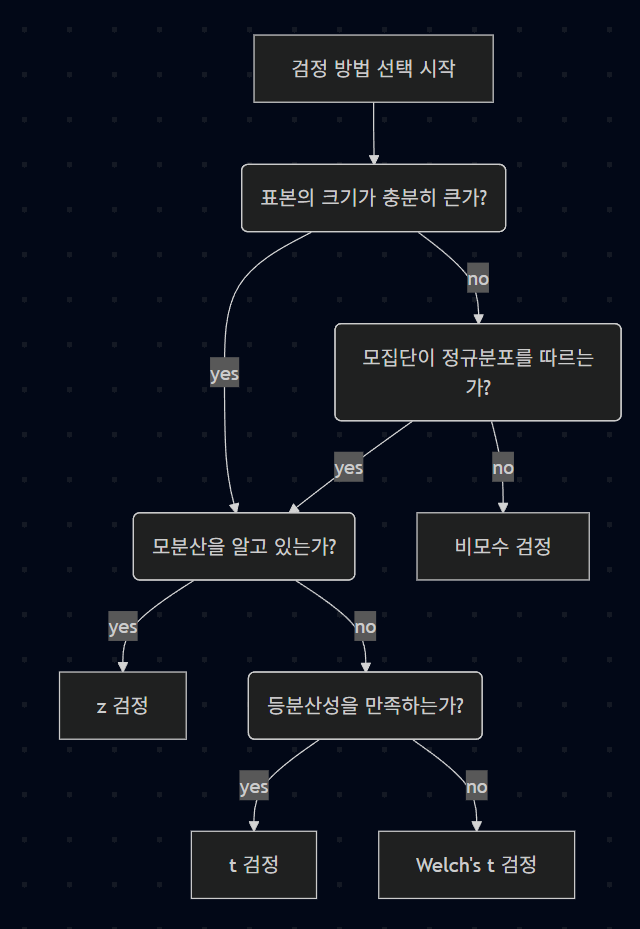 검정 방법 선택 시작
표본의 크기가 충분히 큰가?
no
모집단이 정규분포를 따르는
가?
yes
yes
no
모분산을 알고 있는가?
비모수 검정
yes
no
z 검정
등분산성을 만족하는가?
yes
no
t 검정
Welch's t 검정